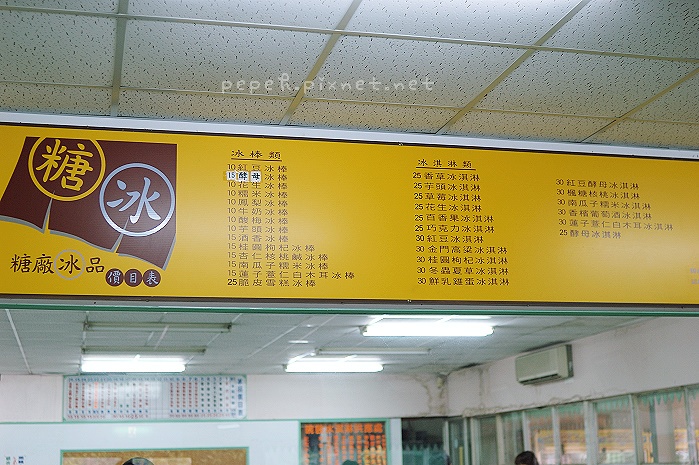 pepeh.pixnet.net
糖冰
糖廠冰品
價目表
冰棒類
10紅豆冰棒
15酵母冰棒
10花生冰棒
10糯米冰棒
10鳳梨冰棒
10牛奶冰棒
10酸梅冰棒
10芋頭冰棒
15酒香冰棒
15桂圓枸杞冰棒
15杏仁核桃鹹冰棒
15南瓜子糯米冰棒
15蓮子薏仁白木耳冰棒
25脆皮雪糕冰棒
冰淇淋類
25香草冰淇淋
25芋頭冰淇淋
25草莓冰淇淋
25花生冰淇淋
25百香果冰淇淋
25巧克力冰淇淋
30紅豆冰淇淋
30金門高梁冰淇淋
30桂圓枸杞冰淇淋
30冬蟲夏草冰淇淋
30鮮乳雞蛋冰淇淋
30紅豆酵母冰淇淋
30楓糖核桃冰淇淋
30南瓜子糯米冰淇淋
30香檳葡萄酒冰淇淋
30蓮子薏仁白木耳冰淇淋
25酵母冰淇淋